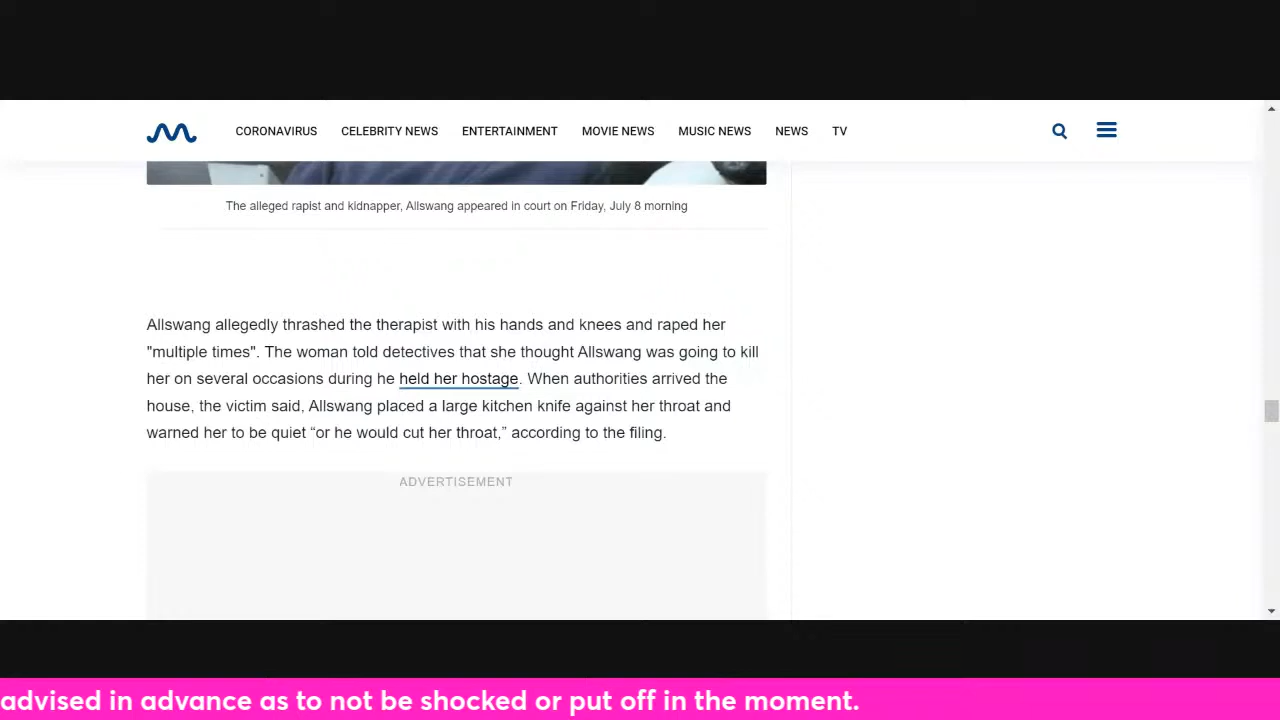 CORONAVIRUS CELEBRITY NEWS ENTERTAINMENT MOVIE NEWS MUSIC NEWS NEWS TV
The alleged rapist and kidnapper, Allswang appeared in court on Friday, July 8 morning
Allswang allegedly thrashed the therapist with his hands and knees and raped her
"multiple times". The woman told detectives that she thought Allswang was going to kill
her on several occasions during he held her hostage. When authorities arrived the
house, the victim said, Allswang placed a large kitchen knife against her throat and
warned her to be quiet “or he would cut her throat,” according to the filing.
ADVERTISEMENT
advised in advance as to not be shocked or put off in the moment.